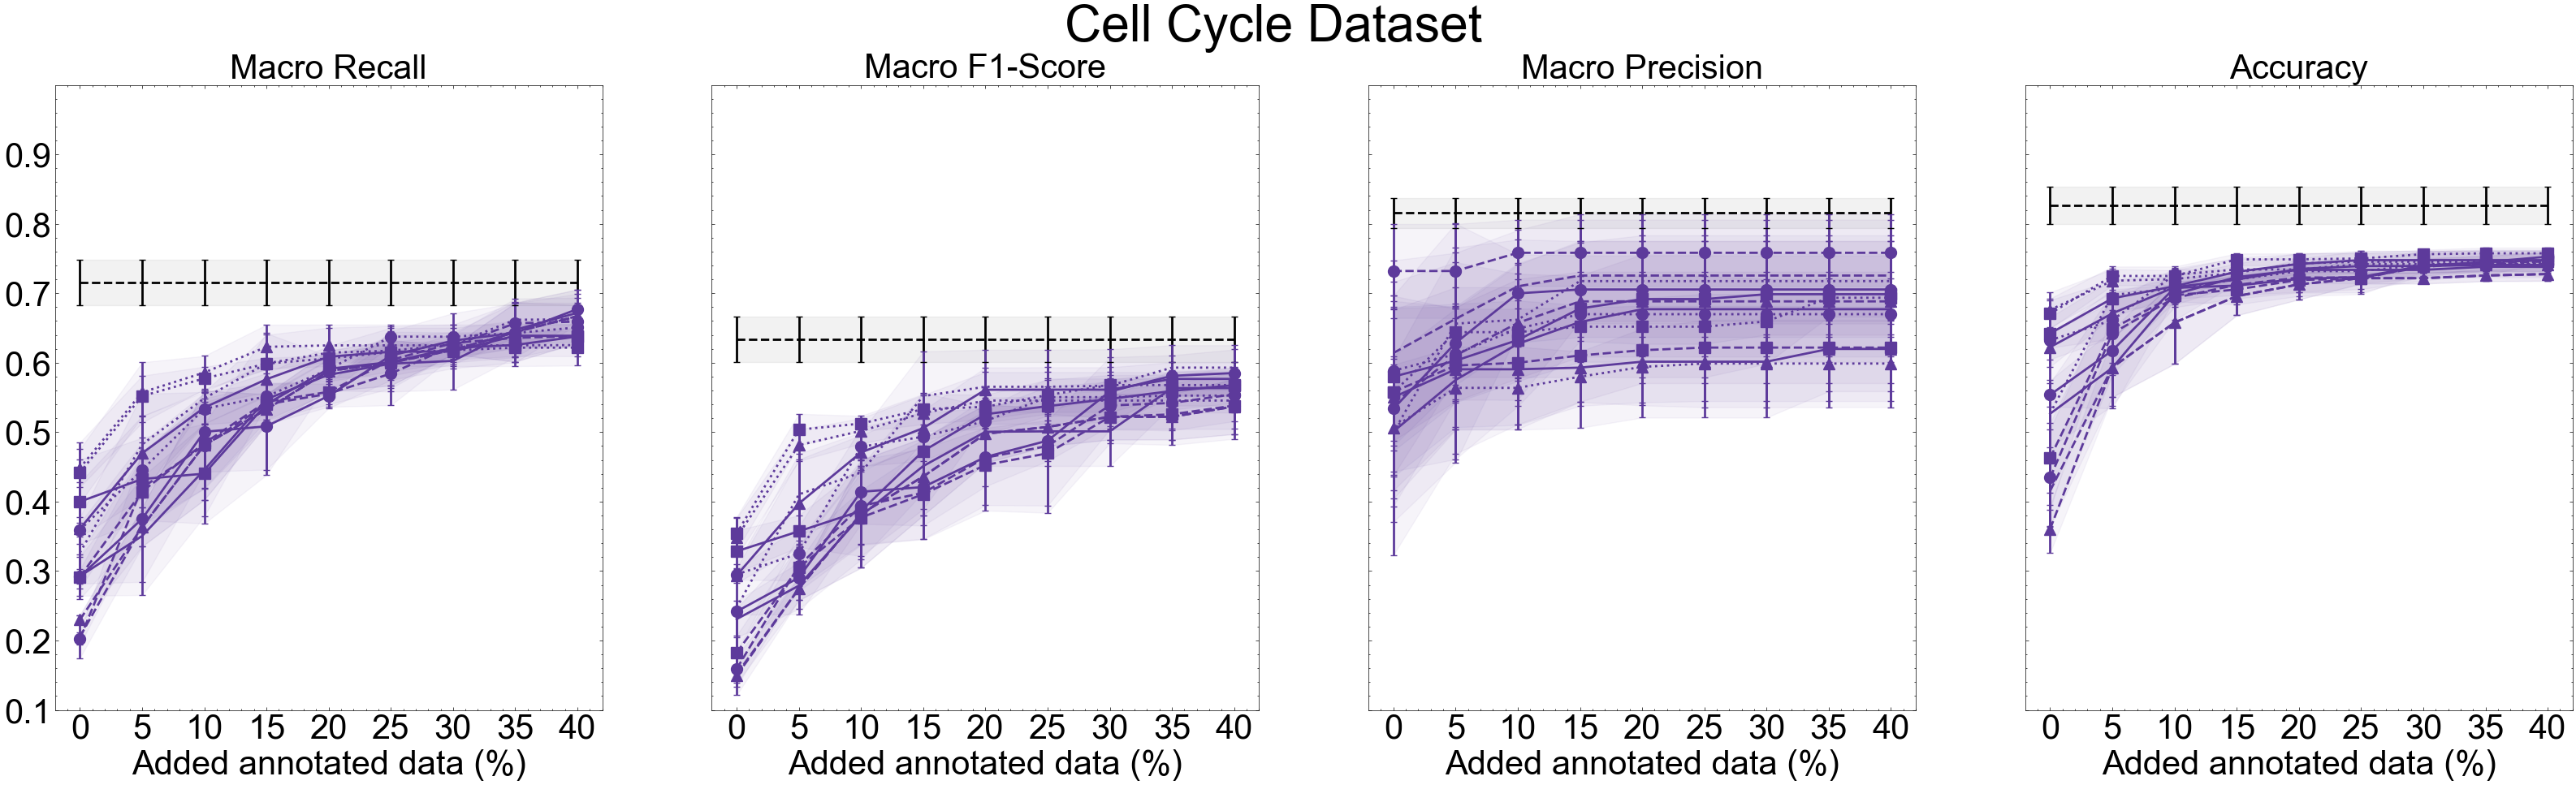 Cell Cycle Dataset
Macro Recall
Macro F1-Score
Macro Precision
Accuracy
0.9
0.8
0.7
0.6
0.5
0.4
0.3
0.2
0.1
0 5 10 15 20 25 30 35 40
0 5 10 15 20 25 30 35 40
0 5 10 15 20 25 30 35 40
0 5 10 15 20 25 30 35 40
Added annotated data (%)
Added annotated data (%)
Added annotated data (%)
Added annotated data (%)